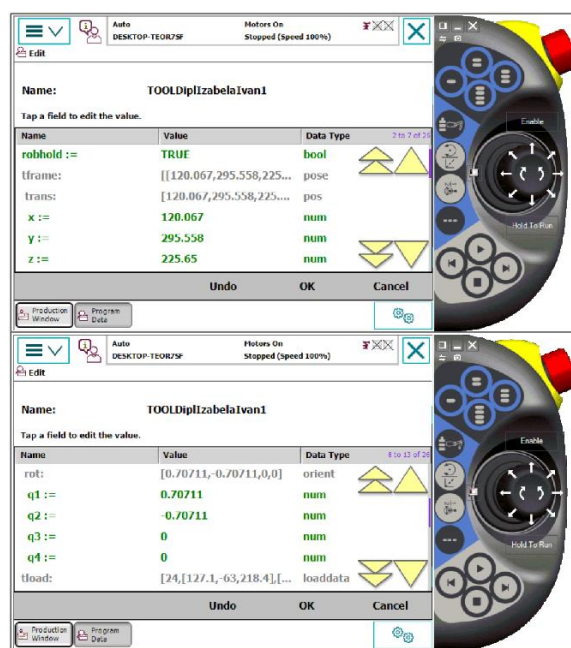 Auto
Motors On
DESKTOP-TEOR7SF
Stopped (Speed 100%)
Edit
Name: TOOLDiplIzabelaIvan1
Tap a field to edit the value.
Name Value Data Type 2 to 7 of 26
robhold := TRUE bool
tframe: [[120.067,295.558,225... pose
trans: [120.067,295.558,225.... pos
x := 120.067 num
y := 295.558 num
z := 225.65 num
Undo OK Cancel
Production Window
Program Data
Enable
Hold To Run
Auto
Motors On
DESKTOP-TEOR7SF
Stopped (Speed 100%)
Edit
Name: TOOLDiplIzabelaIvan1
Tap a field to edit the value.
Name Value Data Type 8 to 13 of 26
rot: [0.70711,-0.70711,0,0] orient
q1 := 0.70711 num
q2 := -0.70711 num
q3 := 0 num
q4 := 0 num
tload: [24,[127.1,-63,218.4],[... loaddata
Undo OK Cancel
Production Window
Program Data
Enable
Hold To Run